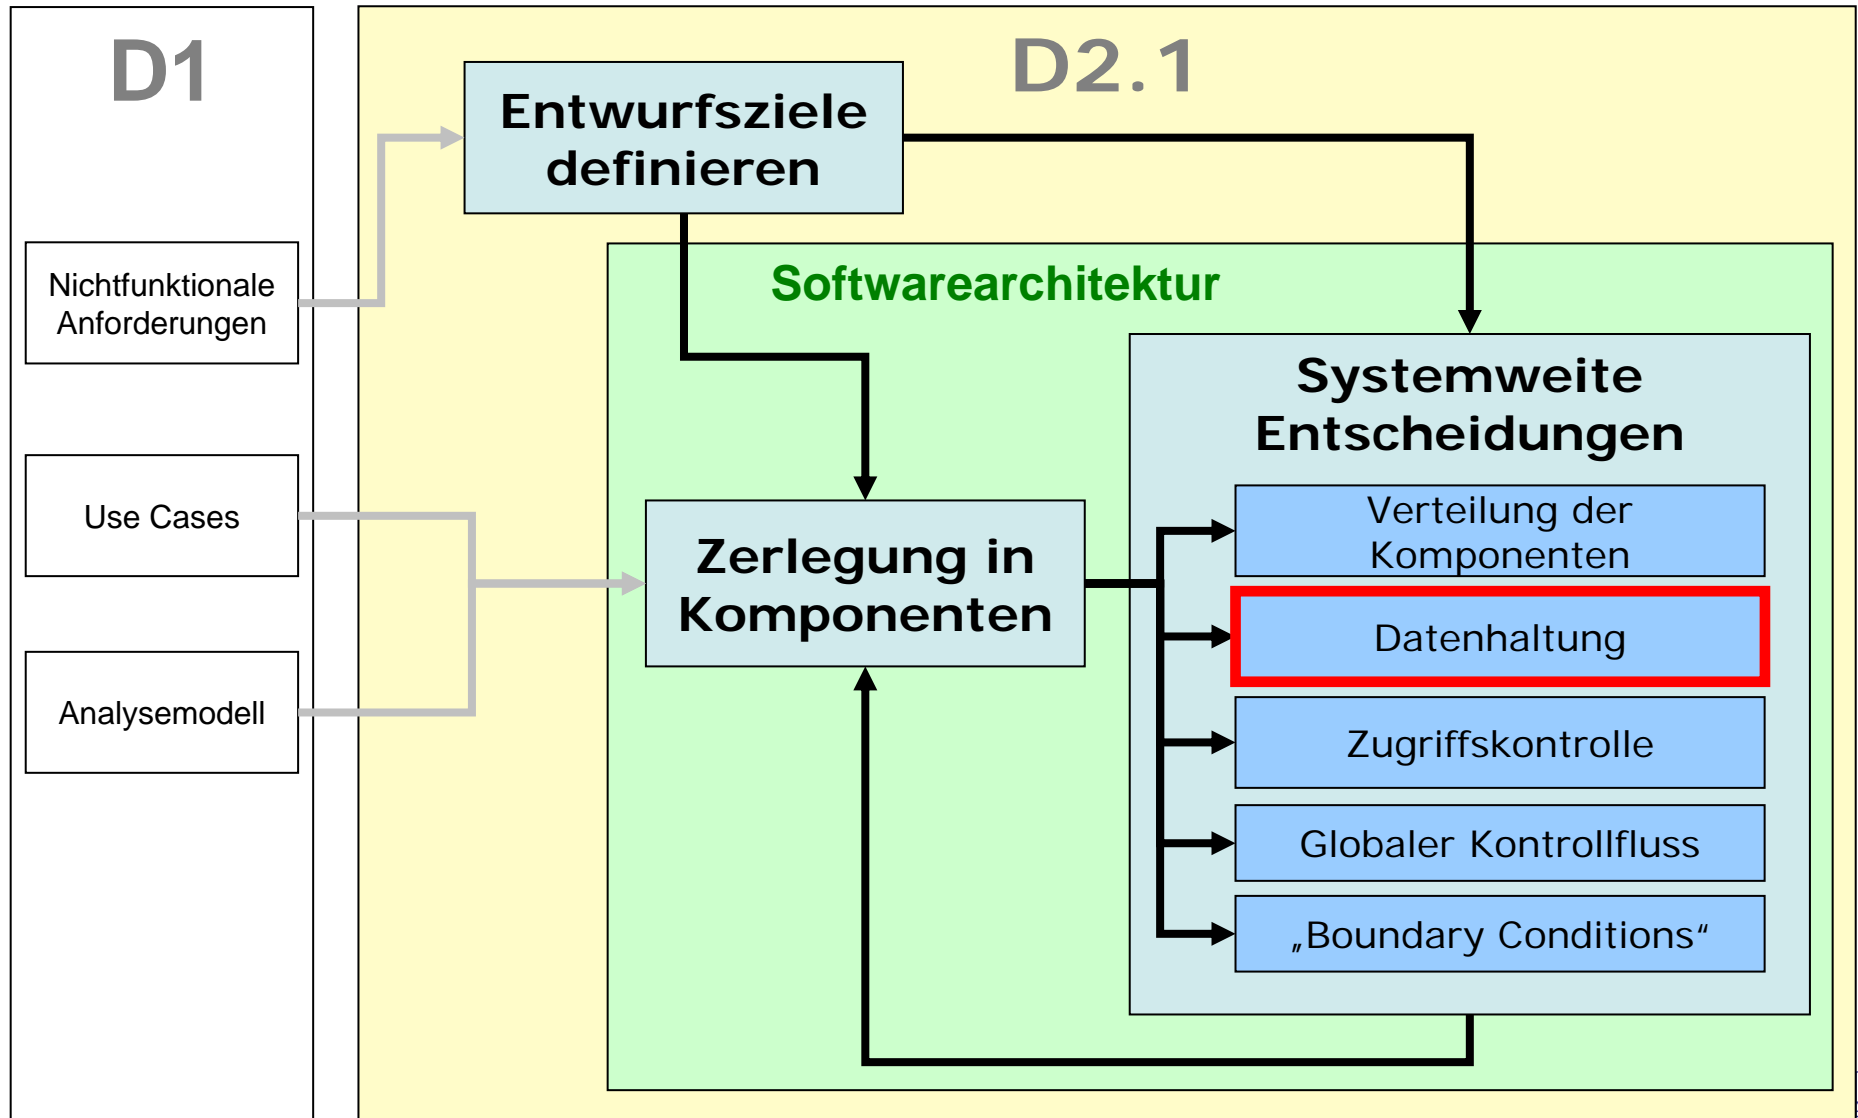 D1
D2.1
Entwurfsziele
definieren
Nichtfunktionale
Anforderungen
Softwarearchitektur
Systemweite
Entscheidungen
Use Cases
Zerlegung in
Komponenten
Verteilung der
Komponenten
Datenhaltung
Analysemodell
Zugriffskontrolle
Globaler Kontrollfluss
„Boundary Conditions“